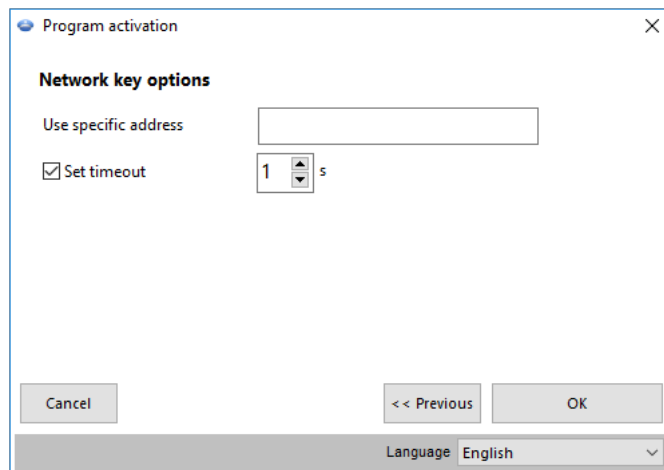 Program activation
Network key options
Use specific address
Set timeout 1 s
Cancel << Previous OK
Language English